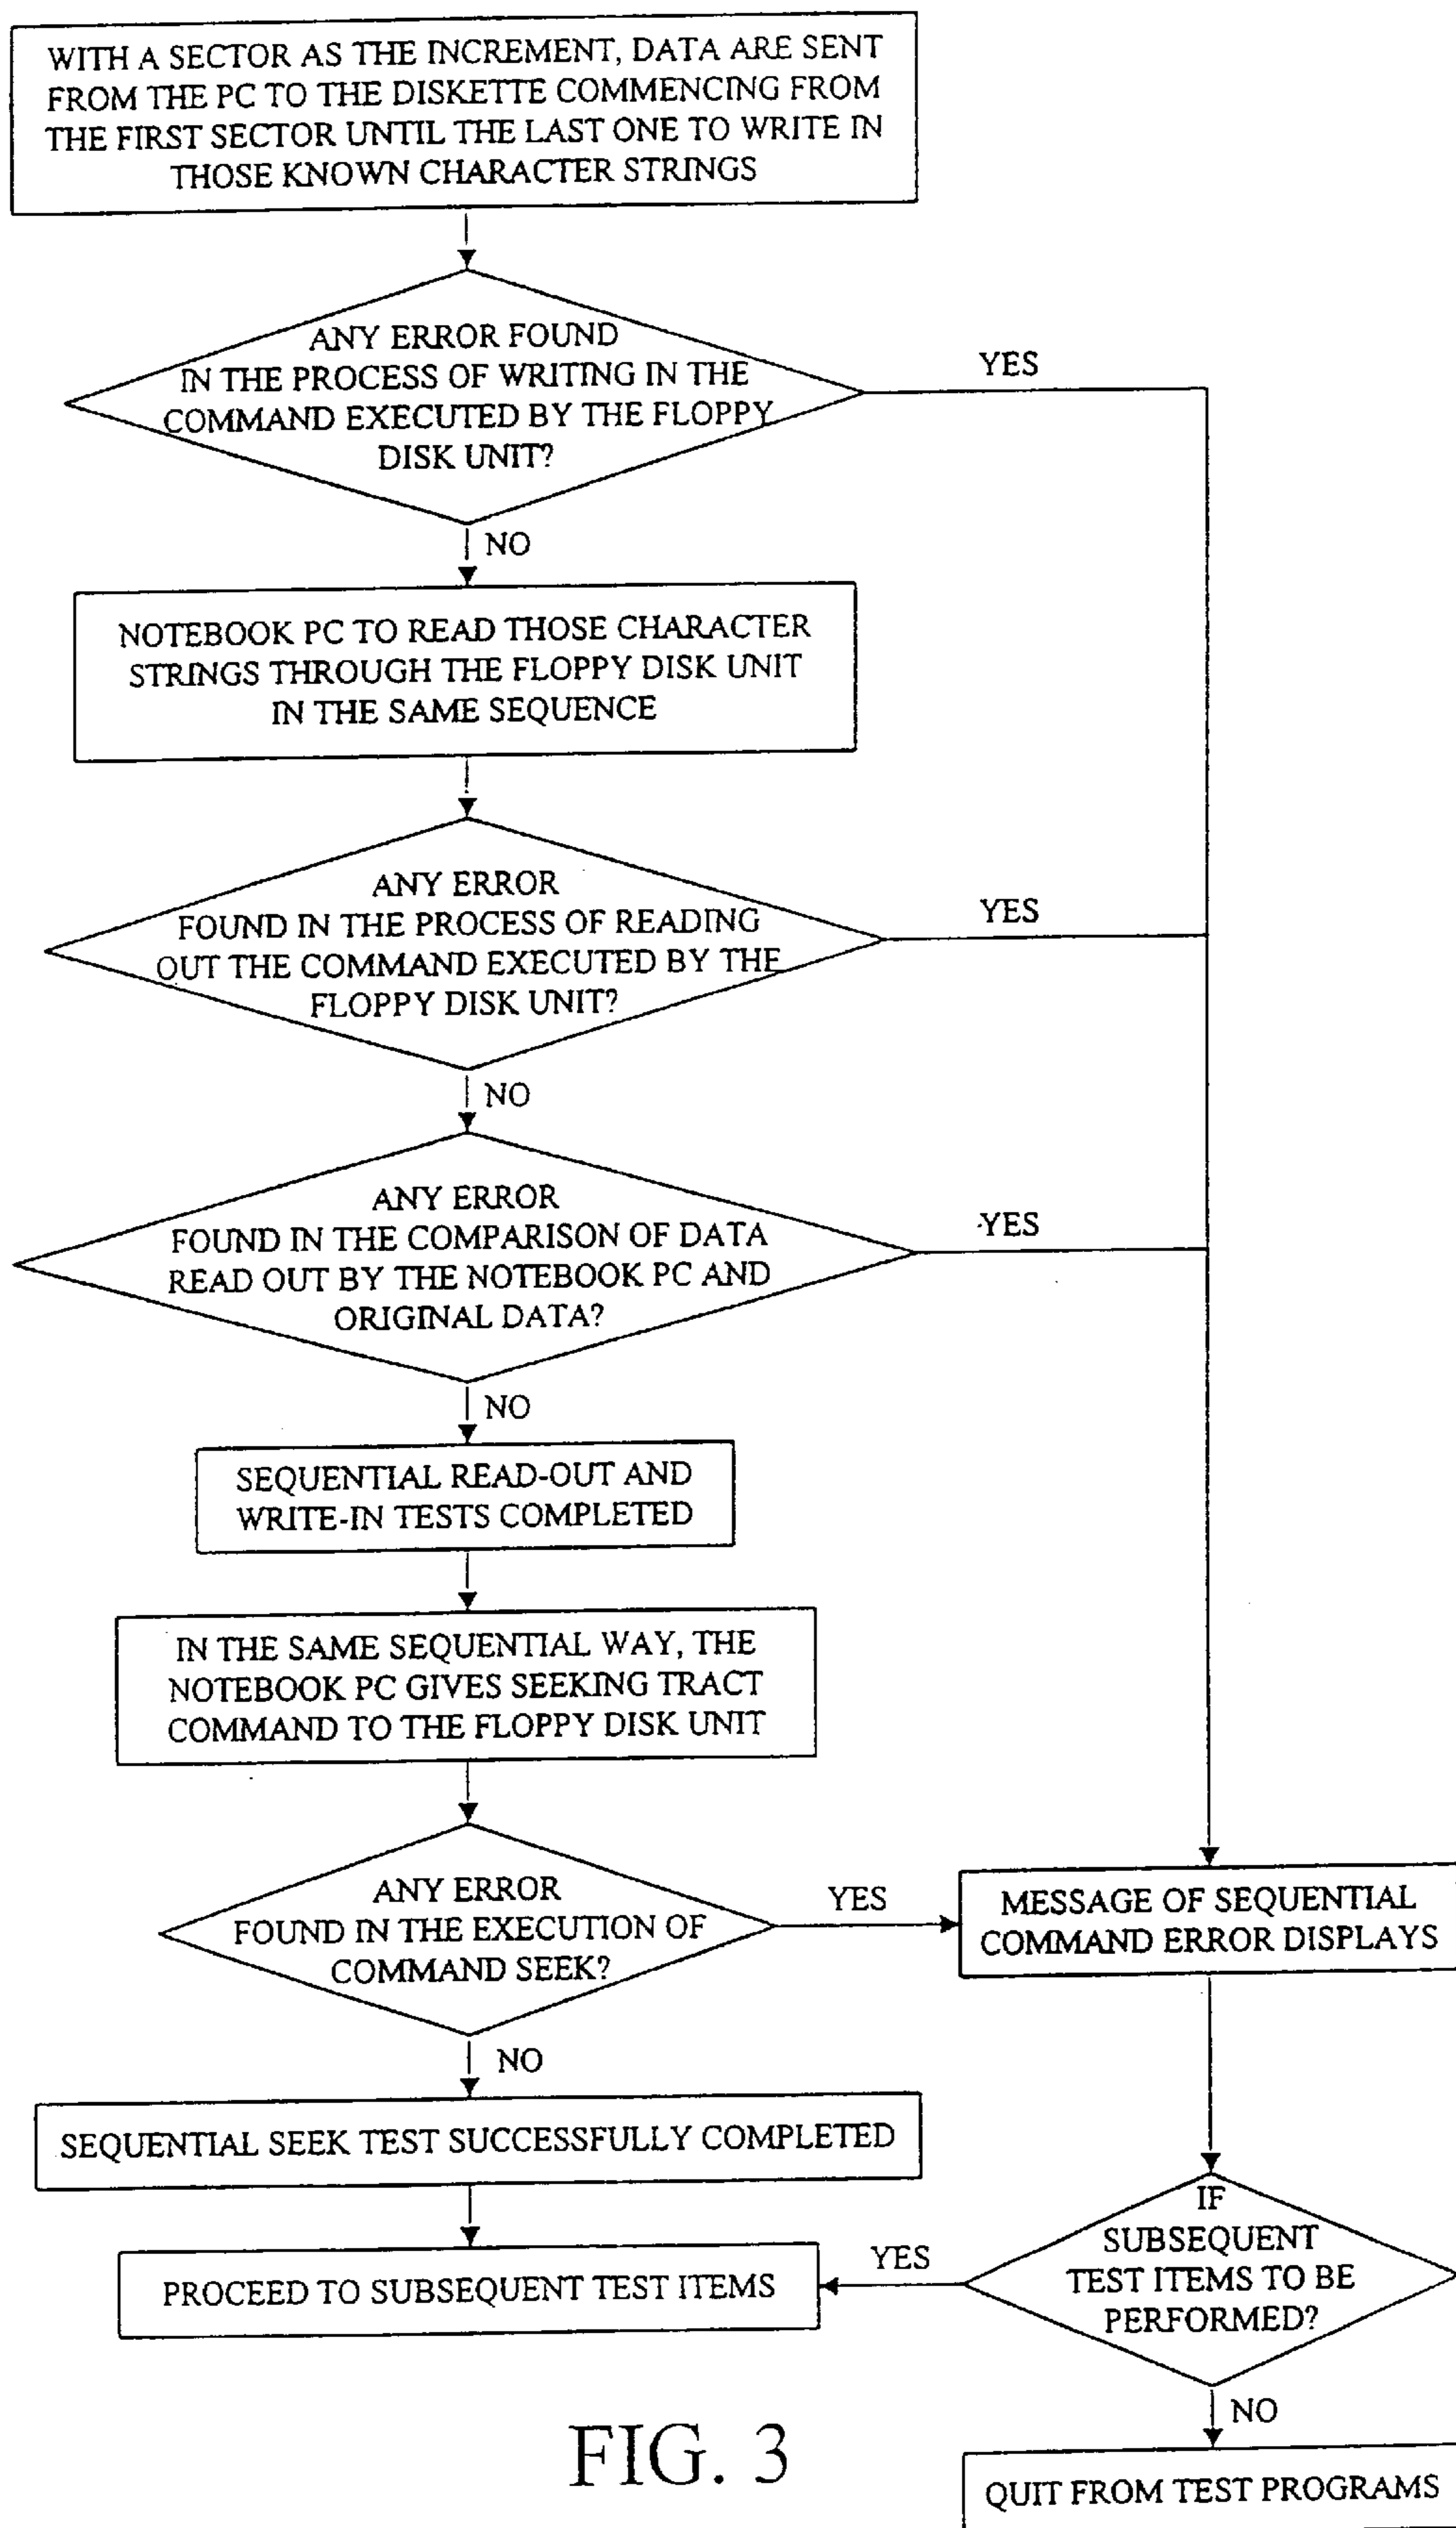 WITH A SECTOR AS THE INCREMENT, DATA ARE SENT
FROM THE PC TO THE DISKETTE COMMENCING FROM
THE FIRST SECTOR UNTIL THE LAST ONE TO WRITE IN
THOSE KNOWN CHARACTER STRINGS
ANY ERROR FOUND
IN THE PROCESS OF WRITING IN THE
COMMAND EXECUTED BY THE FLOPPY
DISK UNIT?
YES
NO
NOTEBOOK PC TO READ THOSE CHARACTER
STRINGS THROUGH THE FLOPPY DISK UNIT
IN THE SAME SEQUENCE
ANY ERROR
FOUND IN THE PROCESS OF READING
OUT THE COMMAND EXECUTED BY THE
FLOPPY DISK UNIT?
YES
NO
ANY ERROR
FOUND IN THE COMPARISON OF DATA
READ OUT BY THE NOTEBOOK PC AND
ORIGINAL DATA?
YES
NO
SEQUENTIAL READ-OUT AND
WRITE-IN TESTS COMPLETED
IN THE SAME SEQUENTIAL WAY, THE
NOTEBOOK PC GIVES SEEKING TRACT
COMMAND TO THE FLOPPY DISK UNIT
ANY ERROR
FOUND IN THE EXECUTION OF
COMMAND SEEK?
YES
MESSAGE OF SEQUENTIAL
COMMAND ERROR DISPLAYS
NO
SEQUENTIAL SEEK TEST SUCCESSFULLY COMPLETED
IF
SUBSEQUENT
TEST ITEMS TO BE
PERFORMED?
YES
PROCEED TO SUBSEQUENT TEST ITEMS
NO
QUIT FROM TEST PROGRAMS
FIG. 3